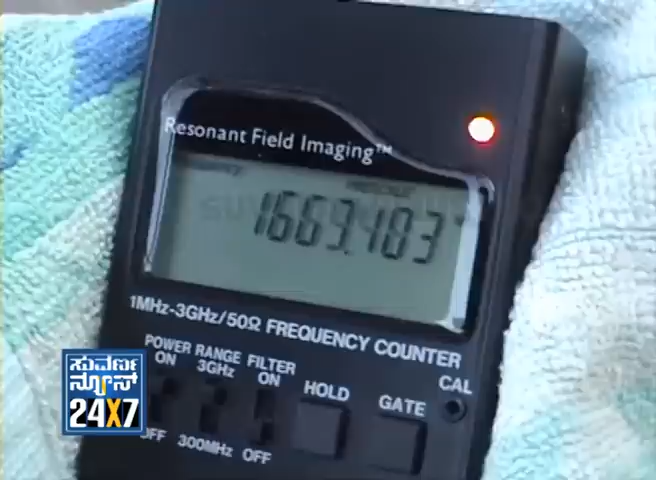 Resonant Field Imaging™
1669.403
1MHz-3GHz/50Ω FREQUENCY COUNTER
POWER RANGE FILTER
ON 3GHz ON
HOLD GATE CAL
OFF 300MHz OFF
ಸುವರ್ಣ
ನ್ಯೂಸ್
24X7